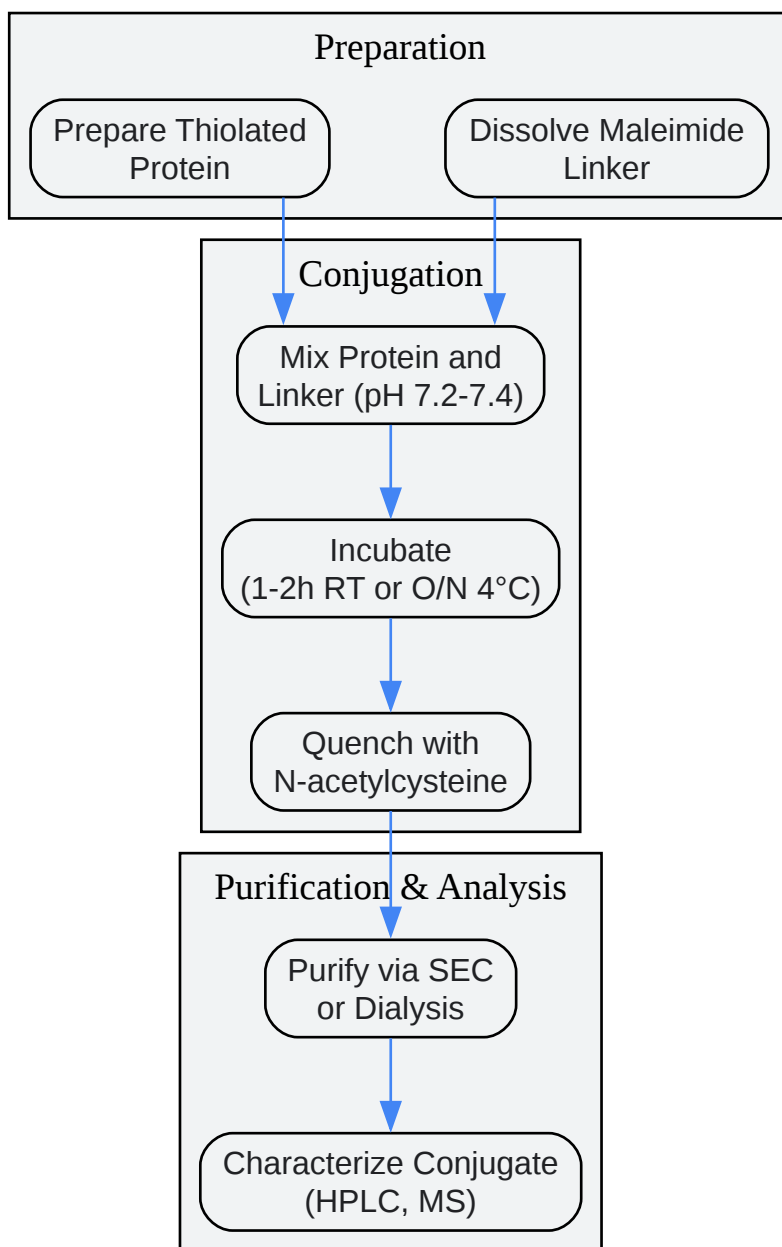 Preparation
Prepare Thiolated
Protein
Dissolve Maleimide
Linker
Conjugation
Mix Protein and
Linker (pH 7.2-7.4)
Incubate
(1-2h RT or O/N 4°C)
Quench with
N-acetylcysteine
Purification & Analysis
Purify via SEC
or Dialysis
Characterize Conjugate
(HPLC, MS)